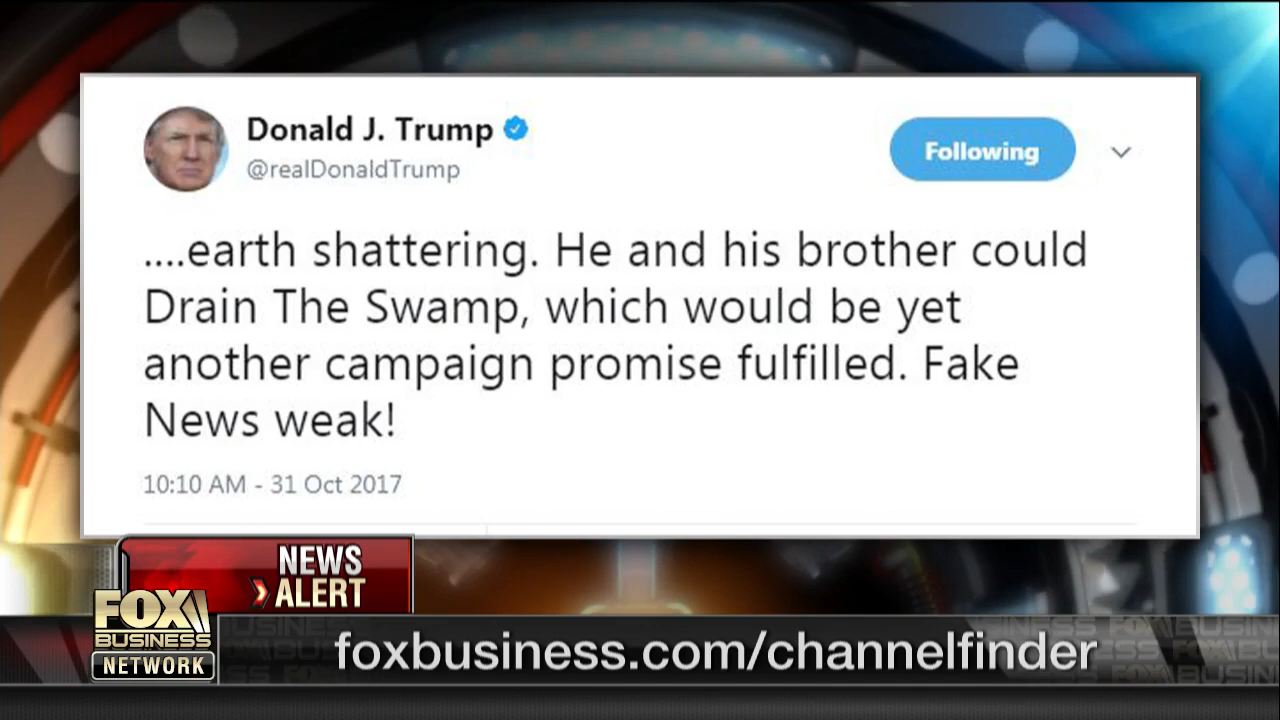 Donald J. Trump
@realDonaldTrump
Following
....earth shattering. He and his brother could
Drain The Swamp, which would be yet
another campaign promise fulfilled. Fake
News weak!
10:10 AM - 31 Oct 2017
NEWS
ALERT
FOX
BUSINESS
NETWORK
foxbusiness.com/channelfinder